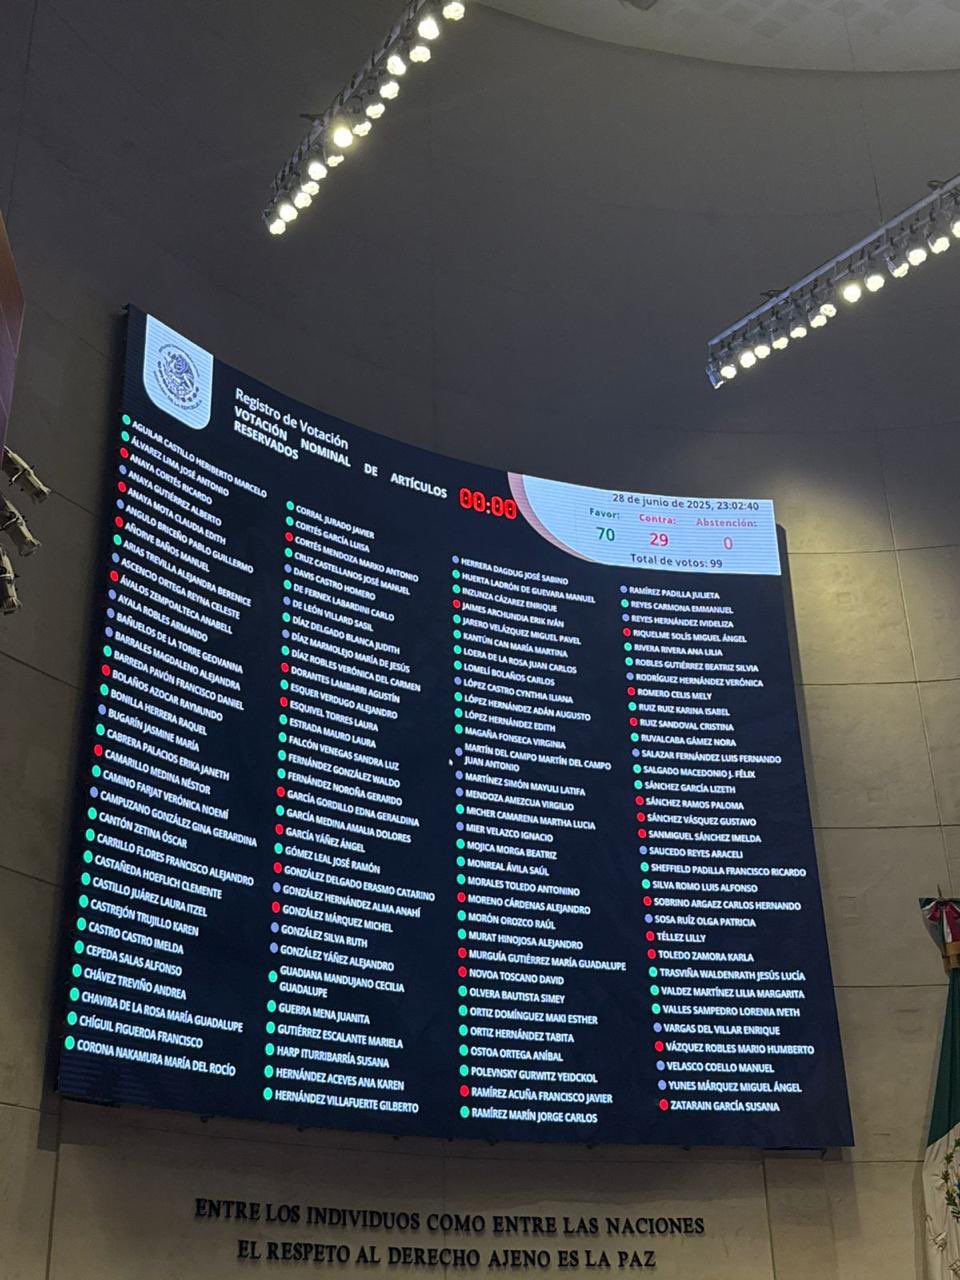 Registro de Votación
VOTACIÓN NOMINAL DE ARTÍCULOS
RESERVADOS
00:00
28 de junio de 2025, 23:02:40
Favor: Contra: Abstención:
70 29 0
Total de votos: 99
AGUILAR CASTILLO HERIBERTO MARCELO
ÁLVAREZ LIMA JOSÉ ANTONIO
ANAYA CORTÉS RICARDO
ANAYA GUTIÉRREZ ALBERTO
ANAYA MOTA CLAUDIA EDITH
ANGULO BRICEÑO PABLO GUILLERMO
AÑORVE BAÑOS MANUEL
ARIAS TREVILLA ALEJANDRA BERENICE
ASCENCIO ORTEGA REYNA CELESTE
ÁVALOS ZEMPOALTECA ANABELL
AYALA ROBLES ARMANDO
BAÑUELOS DE LA TORRE GEOVANNA
BARRALES MAGDALENO ALEJANDRA
BARREDA PAVÓN FRANCISCO DANIEL
BOLAÑOS AZOCAR RAYMUNDO
BONILLA HERRERA RAQUEL
BUGARÍN JASMINE MARÍA
CABRERA PALACIOS ERIKA JANETH
CAMARILLO MEDINA NÉSTOR
CAMINO FARJAT VERÓNICA NOEMÍ
CAMPUZANO GONZÁLEZ GINA GERARDINA
CANTÓN ZETINA ÓSCAR
CARRILLO FLORES FRANCISCO ALEJANDRO
CASTAÑEDA HOEFLICH CLEMENTE
CASTILLO JUÁREZ LAURA ITZEL
CASTREJÓN TRUJILLO KAREN
CASTRO CASTRO IMELDA
CEPEDA SALAS ALFONSO
CHÁVEZ TREVIÑO ANDREA
CHAVIRA DE LA ROSA MARÍA GUADALUPE
CHÍGUIL FIGUEROA FRANCISCO
CORONA NAKAMURA MARÍA DEL ROCÍO
CORRAL JURADO JAVIER
CORTÉS GARCÍA LUISA
CORTÉS MENDOZA MARKO ANTONIO
CRUZ CASTELLANOS JOSÉ MANUEL
DAVIS CASTRO HOMERO
DE FERNEX LABARDINI CARLO
DE LEÓN VILLARD SASIL
DÍAZ DELGADO BLANCA JUDITH
DÍAZ MARMOLEJO MARÍA DE JESÚS
DÍAZ ROBLES VERÓNICA DEL CARMEN
DORANTES LAMBARRI AGUSTÍN
ESQUER VERDUGO ALEJANDRO
ESQUIVEL TORRES LAURA
ESTRADA MAURO LAURA
FALCÓN VENEGAS SANDRA LUZ
FERNÁNDEZ GONZÁLEZ WALDO
FERNÁNDEZ NOROÑA GERARDO
GARCÍA GORDILLO EDNA GERALDINA
GARCÍA MEDINA AMALIA DOLORES
GARCÍA YÁÑEZ ÁNGEL
GÓMEZ LEAL JOSÉ RAMÓN
GONZÁLEZ DELGADO ERASMO CATARINO
GONZÁLEZ HERNÁNDEZ ALMA ANAHÍ
GONZÁLEZ MÁRQUEZ MICHEL
GONZÁLEZ SILVA RUTH
GONZÁLEZ YÁÑEZ ALEJANDRO
GUADIANA MANDUJANO CECILIA
GUADALUPE
GUERRA MENA JUANITA
GUTIÉRREZ ESCALANTE MARIELA
HARP ITURRIBARRÍA SUSANA
HERNÁNDEZ ACEVES ANA KAREN
HERNÁNDEZ VILLAFUERTE GILBERTO
HERRERA DAGDUG JOSÉ SABINO
HUERTA LADRÓN DE GUEVARA MANUEL
INZUNZA CÁZAREZ ENRIQUE
JAIMES ARCHUNDIA ERIK IVÁN
JARERO VELÁZQUEZ MIGUEL PAVEL
KANTÚN CAN MARÍA MARTINA
LOERA DE LA ROSA JUAN CARLOS
LOMELÍ BOLAÑOS CARLOS
LÓPEZ CASTRO CYNTHIA ILIANA
LÓPEZ HERNÁNDEZ ADÁN AUGUSTO
LÓPEZ HERNÁNDEZ EDITH
MAGAÑA FONSECA VIRGINIA
MARTÍN DEL CAMPO MARTÍN DEL CAMPO
JUAN ANTONIO
MARTÍNEZ SIMÓN MAYULI LATIFA
MENDOZA AMEZCUA VIRGILIO
MICHER CAMARENA MARTHA LUCIA
MIER VELAZCO IGNACIO
MOJICA MORGA BEATRIZ
MONREAL ÁVILA SAÚL
MORALES TOLEDO ANTONINO
MORENO CÁRDENAS ALEJANDRO
MORÓN OROZCO RAÚL
MURAT HINOJOSA ALEJANDRO
MURGUÍA GUTIÉRREZ MARÍA GUADALUPE
NOVOA TOSCANO DAVID
OLVERA BAUTISTA SIMEY
ORTIZ DOMÍNGUEZ MAKI ESTHER
ORTIZ HERNÁNDEZ TABITA
OSTOA ORTEGA ANÍBAL
POLEVNSKY GURWITZ YEIDCKOL
RAMÍREZ ACUÑA FRANCISCO JAVIER
RAMÍREZ MARÍN JORGE CARLOS
RAMÍREZ PADILLA JULIETA
REYES CARMONA EMMANUEL
REYES HERNÁNDEZ IVIDELIZA
RIQUELME SOLÍS MIGUEL ÁNGEL
RIVERA RIVERA ANA LILIA
ROBLES GUTIÉRREZ BEATRIZ SILVIA
RODRÍGUEZ HERNÁNDEZ VERÓNICA
ROMERO CELIS MELY
RUIZ RUIZ KARINA ISABEL
RUIZ SANDOVAL CRISTINA
RUVALCABA GÁMEZ NORA
SALAZAR FERNÁNDEZ LUIS FERNANDO
SALGADO MACEDONIO J. FÉLIX
SÁNCHEZ GARCÍA LIZETH
SÁNCHEZ RAMOS PALOMA
SÁNCHEZ VÁSQUEZ GUSTAVO
SANMIGUEL SÁNCHEZ IMELDA
SAUCEDO REYES ARACELI
SHEFFIELD PADILLA FRANCISCO RICARDO
SILVA ROMO LUIS ALFONSO
SOBRINO ARGAEZ CARLOS HERNANDO
SOSA RUÍZ OLGA PATRICIA
TÉLLEZ LILLY
TOLEDO ZAMORA KARLA
TRASVIÑA WALDENRATH JESÚS LUCÍA
VALDEZ MARTÍNEZ LILIA MARGARITA
VALLES SAMPEDRO LORENIA IVETH
VARGAS DEL VILLAR ENRIQUE
VÁZQUEZ ROBLES MARIO HUMBERTO
VELASCO COELLO MANUEL
YUNES MÁRQUEZ MIGUEL ÁNGEL
ZATARAIN GARCÍA SUSANA
ENTRE LOS INDIVIDUOS COMO ENTRE LAS NACIONES
EL RESPETO AL DERECHO AJENO ES LA PAZ